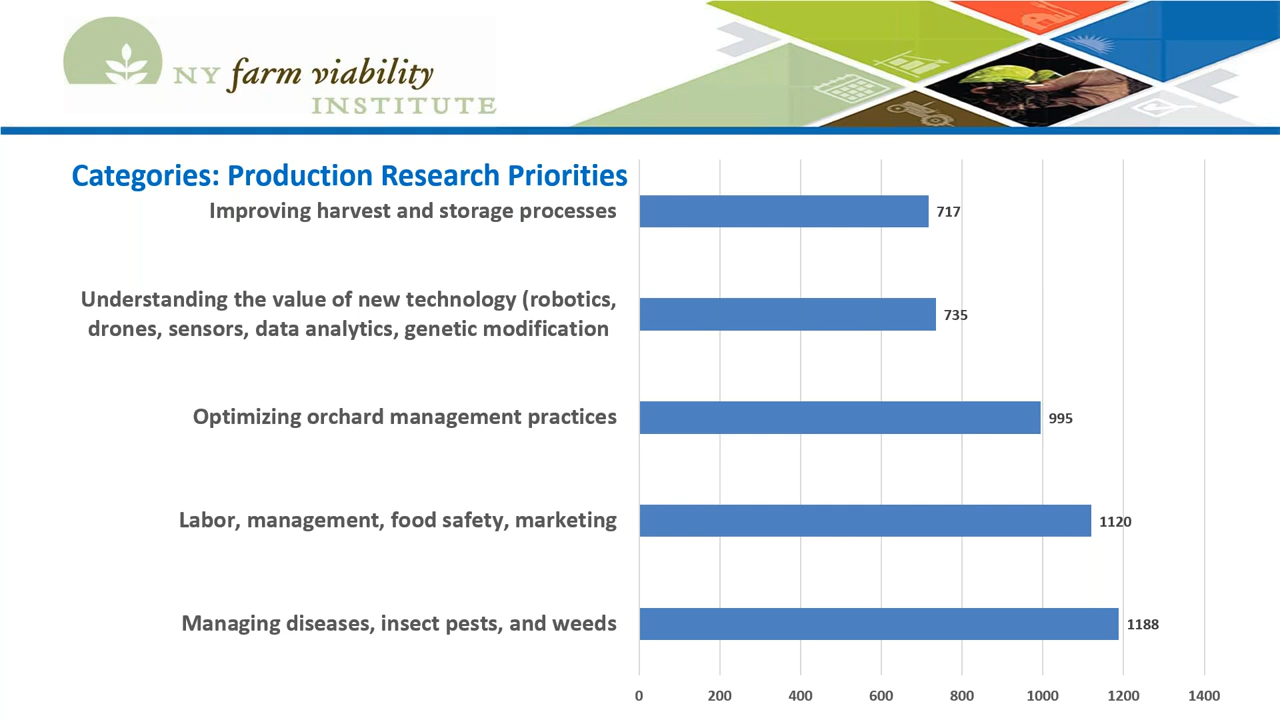 NY farm viability
INSTITUTE
Categories: Production Research Priorities
Improving harvest and storage processes
717
Understanding the value of new technology (robotics,
drones, sensors, data analytics, genetic modification
735
Optimizing orchard management practices
995
Labor, management, food safety, marketing
1120
Managing diseases, insect pests, and weeds
1188
0 200 400 600 800 1000 1200 1400